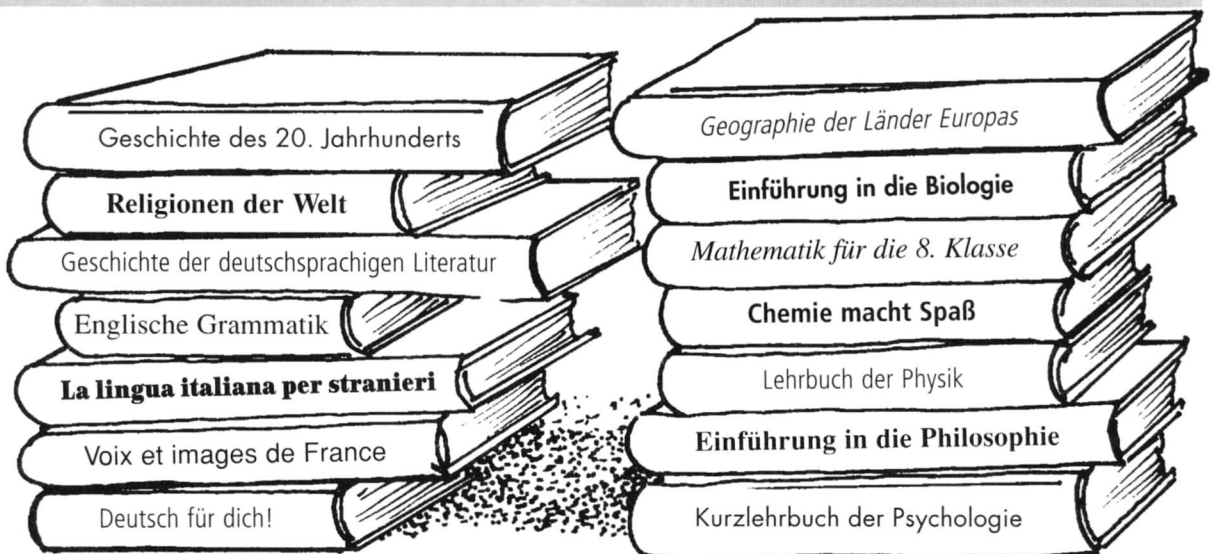 Geschichte des 20. Jahrhunderts
Religionen der Welt
Geschichte der deutschsprachigen Literatur
Englische Grammatik
La lingua italiana per stranieri
Voix et images de France
Deutsch für dich!
Geographie der Länder Europas
Einführung in die Biologie
Mathematik für die 8. Klasse
Chemie macht Spaß
Lehrbuch der Physik
Einführung in die Philosophie
Kurzlehrbuch der Psychologie